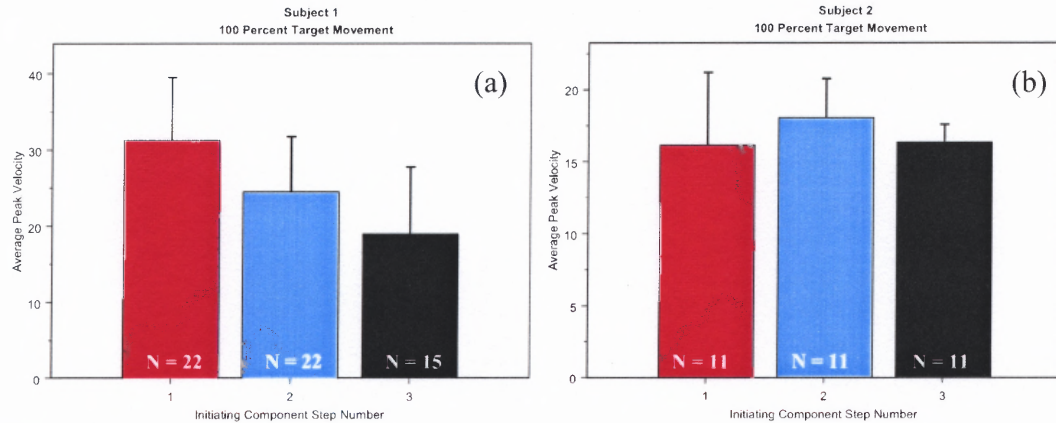 Subject 1
100 Percent Target Movement
(a)
Average Peak Velocity
40
30
20
10
0
N = 22
N = 22
N = 15
1
2
3
Initiating Component Step Number
Subject 2
100 Percent Target Movement
(b)
Average Peak Velocity
20
15
10
5
0
N = 11
N = 11
N = 11
1
2
3
Initiating Component Step Number